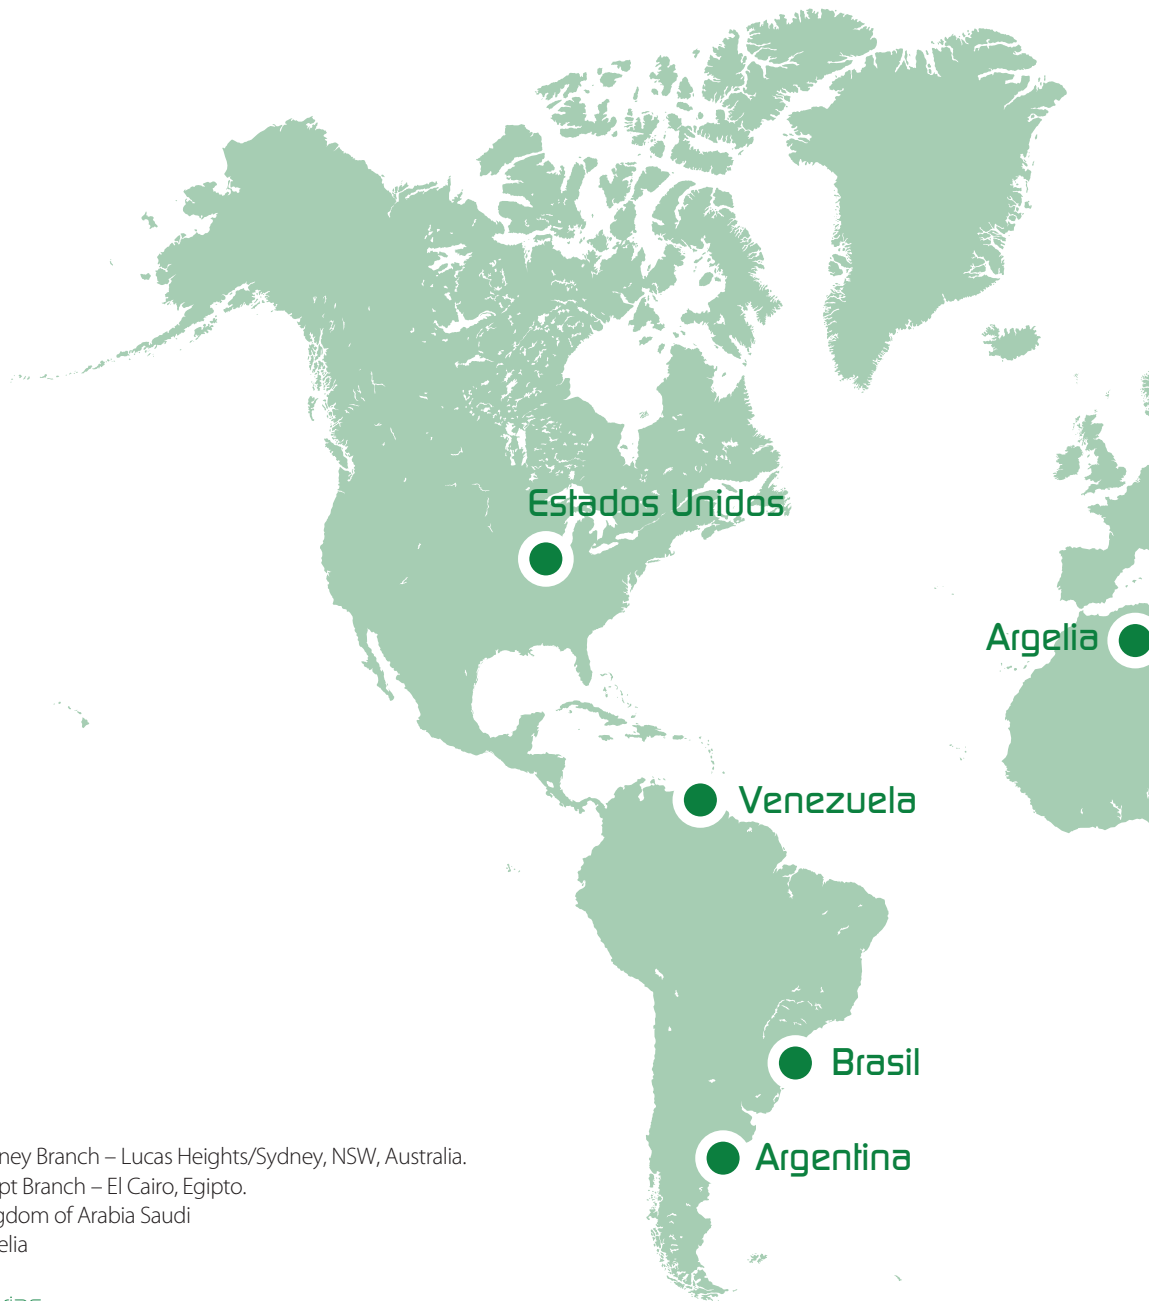 Estados Unidos
Argelia
Venezuela
Brasil
Argentina
ney Branch – Lucas Heights/Sydney, NSW, Australia.
pt Branch – El Cairo, Egipto.
gdom of Arabia Saudi
elia